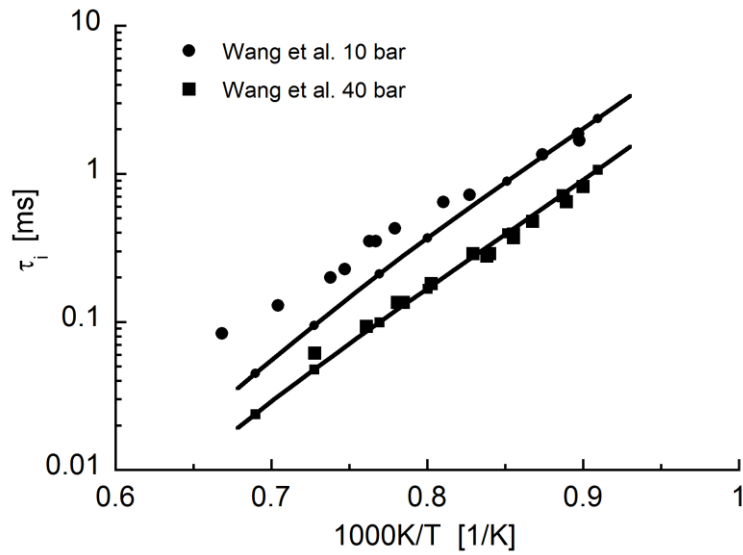 10
Wang et al. 10 bar
Wang et al. 40 bar
1
τi [ms]
0.1
0.01
0.6 0.7 0.8 0.9 1
1000K/T [1/K]